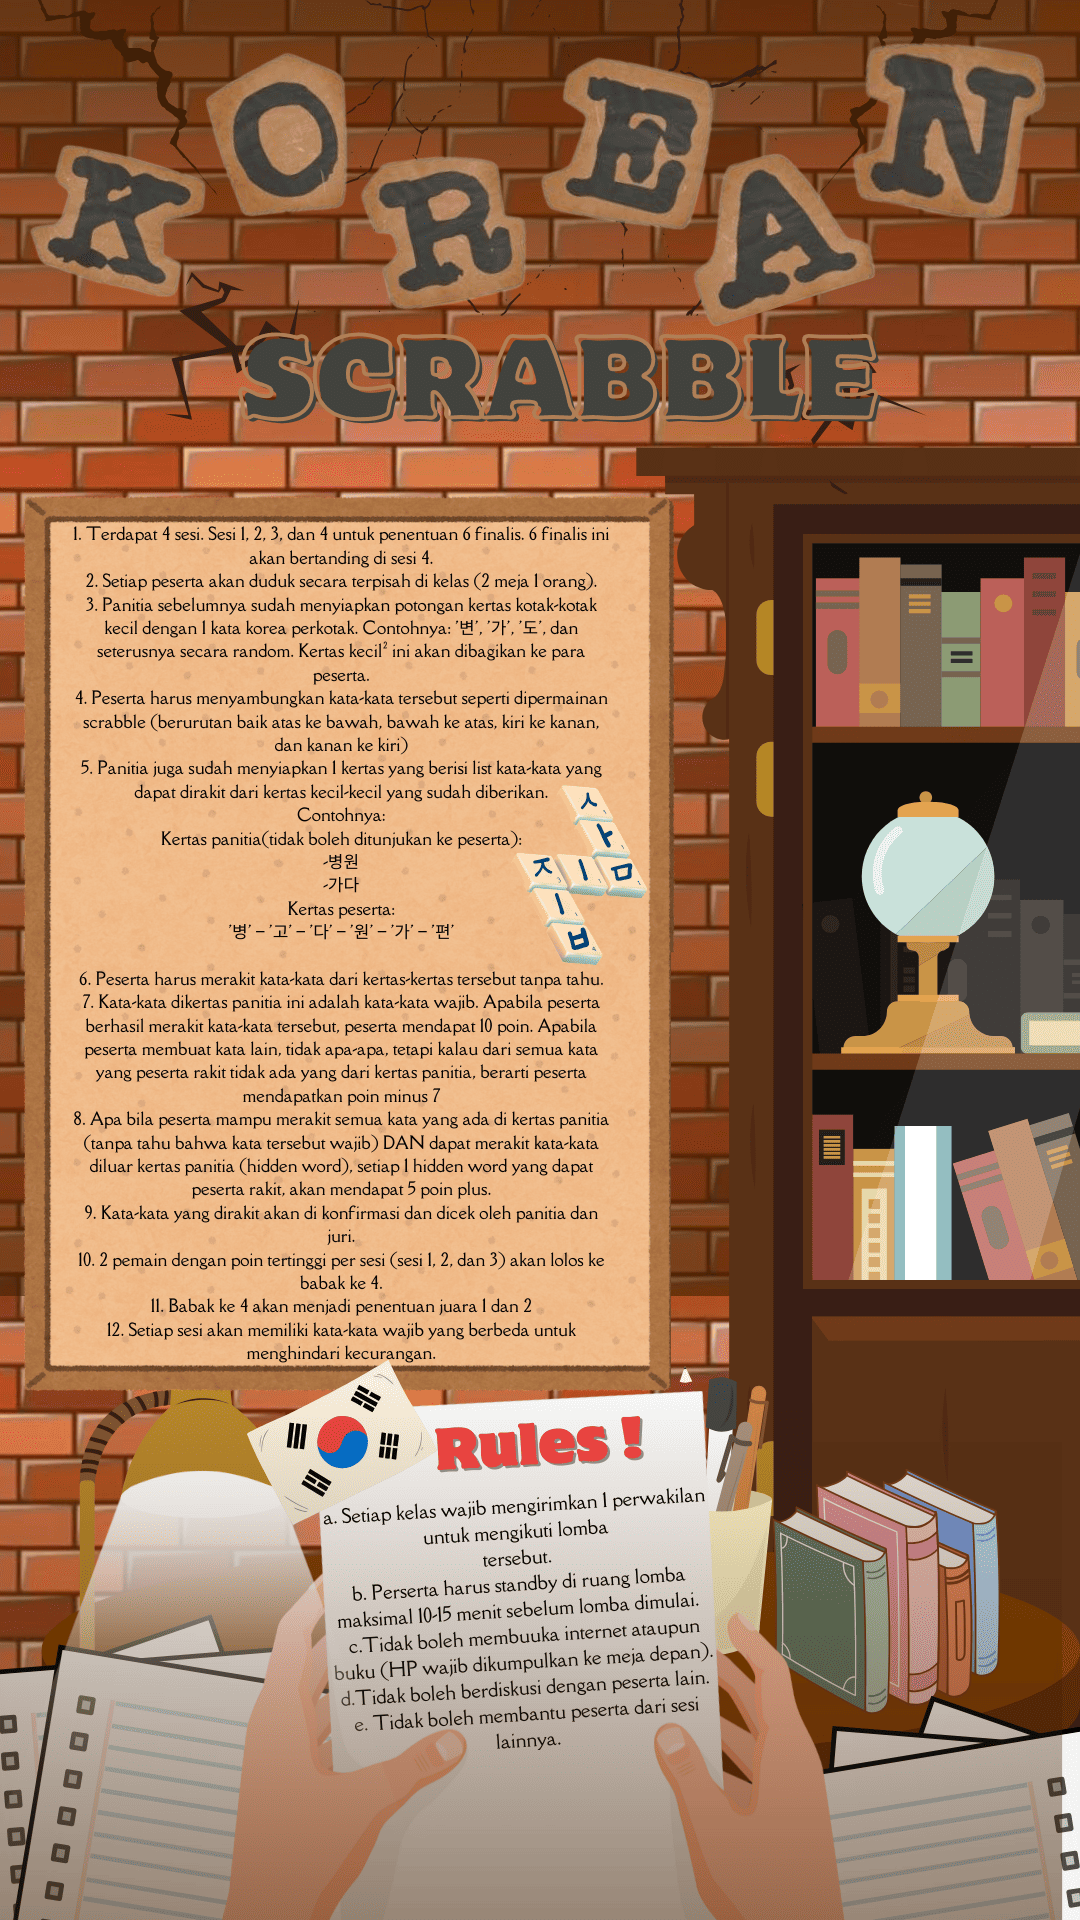 KOREAN
SCRABBLE
1. Terdapat 4 sesi. Sesi 1, 2, 3, dan 4 untuk penentuan 6 finalis. 6 finalis ini
akan bertanding di sesi 4.
2. Setiap peserta akan duduk secara terpisah di kelas (2 meja 1 orang).
3. Panitia sebelumnya sudah menyiapkan potongan kertas kotak-kotak
kecil dengan 1 kata korea perkotak. Contohnya: '변', '가', '도', dan
seterusnya secara random. Kertas kecil² ini akan dibagikan ke para
peserta.
4. Peserta harus menyambungkan kata-kata tersebut seperti dipermainan
scrabble (berurutan baik atas ke bawah, bawah ke atas, kiri ke kanan,
dan kanan ke kiri)
5. Panitia juga sudah menyiapkan 1 kertas yang berisi list kata-kata yang
dapat dirakit dari kertas kecil-kecil yang sudah diberikan.
Contohnya:
Kertas panitia(tidak boleh ditunjukan ke peserta):
-병원
-가다
Kertas peserta:
'병' – '고' – '다' – '원' – '가' – '편'
ㅅ
ㅏ
ㅈ ㅣ ㅁ
ㅣ
ㅂ
6. Peserta harus merakit kata-kata dari kertas-kertas tersebut tanpa tahu.
7. Kata-kata dikertas panitia ini adalah kata-kata wajib. Apabila peserta
berhasil merakit kata-kata tersebut, peserta mendapat 10 poin. Apabila
peserta membuat kata lain, tidak apa-apa, tetapi kalau dari semua kata
yang peserta rakit tidak ada yang dari kertas panitia, berarti peserta
mendapatkan poin minus 7
8. Apa bila peserta mampu merakit semua kata yang ada di kertas panitia
(tanpa tahu bahwa kata tersebut wajib) DAN dapat merakit kata-kata
diluar kertas panitia (hidden word), setiap 1 hidden word yang dapat
peserta rakit, akan mendapat 5 poin plus.
9. Kata-kata yang dirakit akan di konfirmasi dan dicek oleh panitia dan
juri.
10. 2 pemain dengan poin tertinggi per sesi (sesi 1, 2, dan 3) akan lolos ke
babak ke 4.
11. Babak ke 4 akan menjadi penentuan juara 1 dan 2
12. Setiap sesi akan memiliki kata-kata wajib yang berbeda untuk
menghindari kecurangan.
Rules !
a. Setiap kelas wajib mengirimkan 1 perwakilan
untuk mengikuti lomba
tersebut.
b. Perserta harus standby di ruang lomba
maksimal 10-15 menit sebelum lomba dimulai.
c.Tidak boleh membuuka internet ataupun
buku (HP wajib dikumpulkan ke meja depan).
d.Tidak boleh berdiskusi dengan peserta lain.
e. Tidak boleh membantu peserta dari sesi
lainnya.